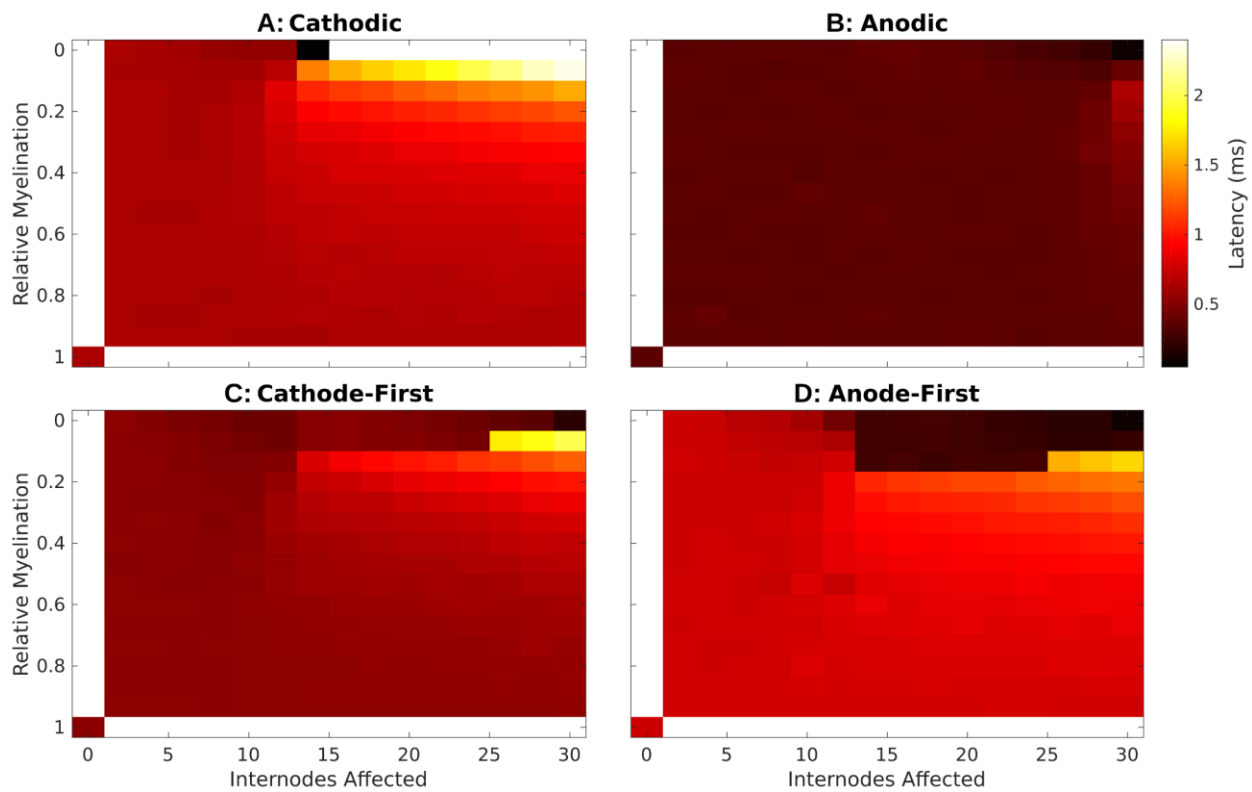 A: Cathodic
B: Anodic
0
0.2
0.4
0.6
0.8
1
Relative Myelination
2
1.5
1
0.5
Latency (ms)
C: Cathode-First
D: Anode-First
0
0.2
0.4
0.6
0.8
1
Relative Myelination
0 5 10 15 20 25 30
Internodes Affected
0 5 10 15 20 25 30
Internodes Affected